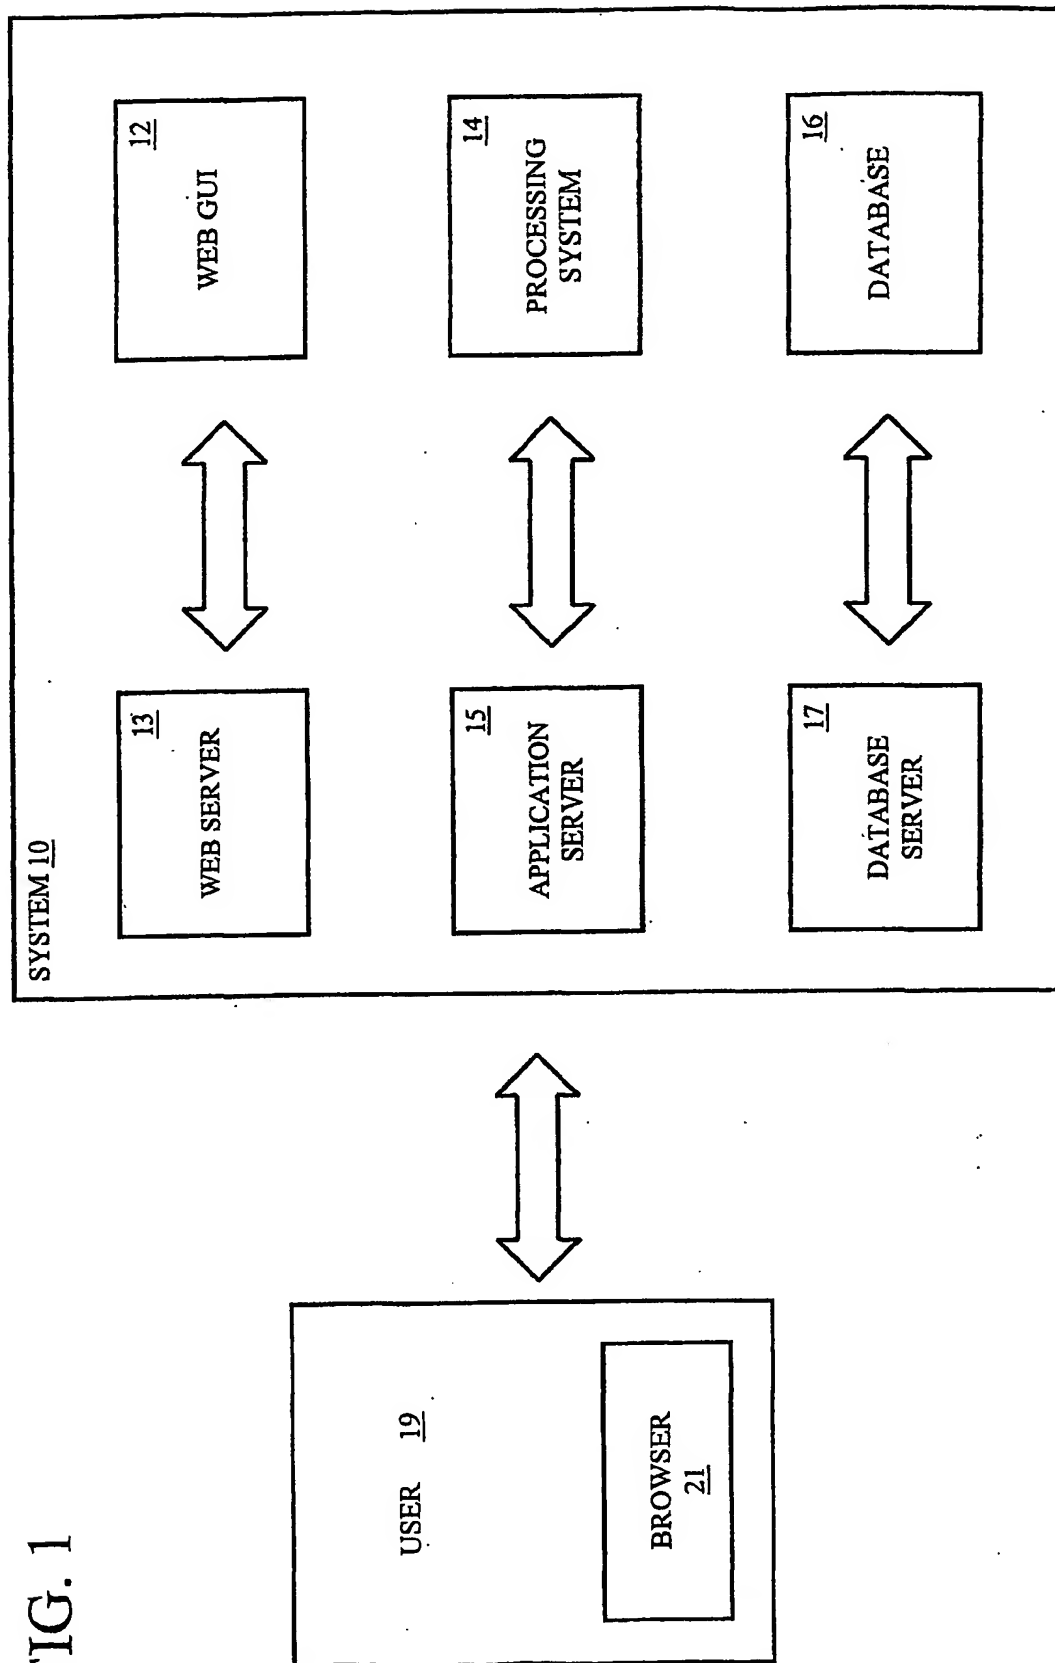 FIG. 1
SYSTEM 10
USER 19
BROWSER
21
13
WEB SERVER
12
WEB GUI
15
APPLICATION
SERVER
14
PROCESSING
SYSTEM
17
DATABASE
SERVER
16
DATABASE